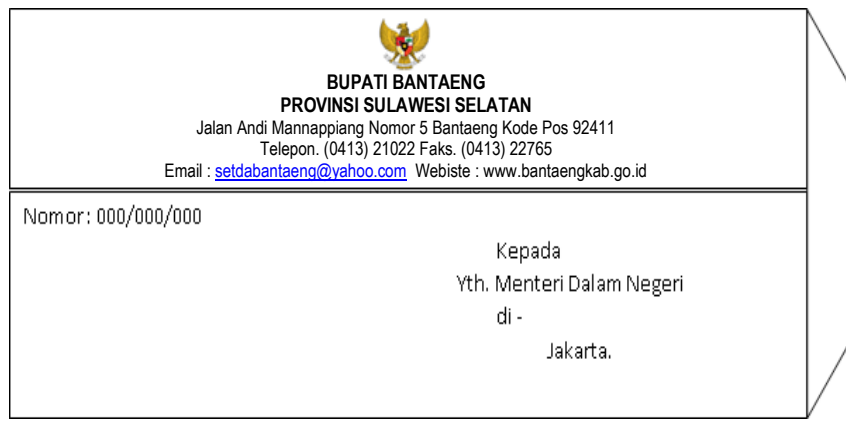 BUPATI BANTAENG
PROVINSI SULAWESI SELATAN
Jalan Andi Mannappiang Nomor 5 Bantaeng Kode Pos 92411
Telepon. (0413) 21022 Faks. (0413) 22765
Email : setdabantaeng@yahoo.com Webiste : www.bantaengkab.go.id
Nomor: 000/000/000
Kepada
Yth. Menteri Dalam Negeri
di -
Jakarta.